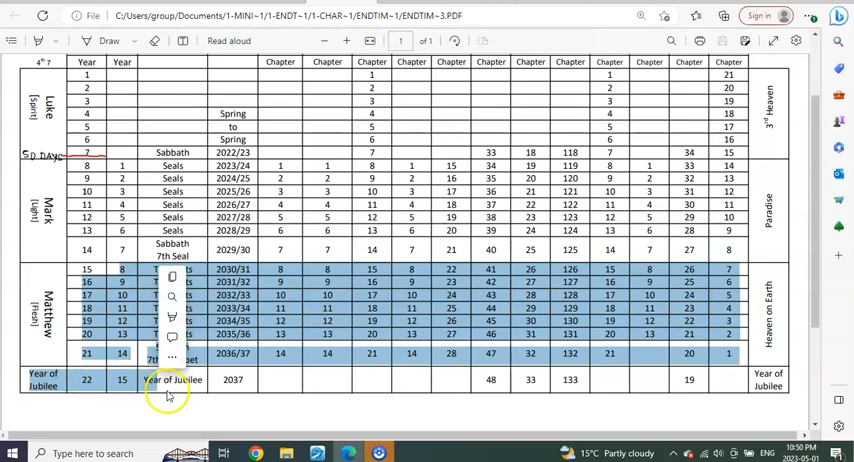 File | C:/Users/group/Documents/1-MINI~1/1-ENDT~1/1-CHAR~1/ENDTIM~1/ENDTIM~3.PDF
Sign in
Draw
Read aloud
1 of 1
4th 7 Year Year Chapter Chapter Chapter Chapter Chapter Chapter Chapter Chapter Chapter Chapter Chapter Chapter
Luke
[Spirit]
1 1 1 21
2 2 2 20
3 3 3 19
4 Spring 4 4 18
5 to 5 5 17
6 Spring 6 6 16
5D DAYS
7 Sabbath 2022/23 7 33 18 118 7 34 15
3rd Heaven
Mark
[Light]
8 1 Seals 2023/24 1 1 8 1 15 34 19 119 8 1 33 14
9 2 Seals 2024/25 2 2 9 2 16 35 20 120 9 2 32 13
10 3 Seals 2025/26 3 3 10 3 17 36 21 121 10 3 31 12
11 4 Seals 2026/27 4 4 11 4 18 37 22 122 11 4 30 11
12 5 Seals 2027/28 5 5 12 5 19 38 23 123 12 5 29 10
13 6 Seals 2028/29 6 6 13 6 20 39 24 124 13 6 28 9
Sabbath
14 7 2029/30 7 7 14 7 21 40 25 125 14 7 27 8
7th Seal
Paradise
Matthew
[Flesh]
15 8 2030/31 8 8 15 8 22 41 26 126 15 8 26 7
16 9 2031/32 9 9 16 9 23 42 27 127 16 9 25 6
17 10 2032/33 10 10 17 10 24 43 28 128 17 10 24 5
18 11 2033/34 11 11 18 11 25 44 29 129 18 11 23 4
19 12 2034/35 12 12 19 12 26 45 30 130 19 12 22 3
20 13 2035/36 13 13 20 13 27 46 31 131 20 13 21 2
21 14 2036/37 14 14 21 14 28 47 32 132 21 20 1
Heaven on Earth
Year of
Jubilee
22 15 Year of Jubilee 2037 48 33 133 19
Year of
Jubilee
Type here to search
15°C Partly cloudy
ENG
10:50 PM
2023-05-01